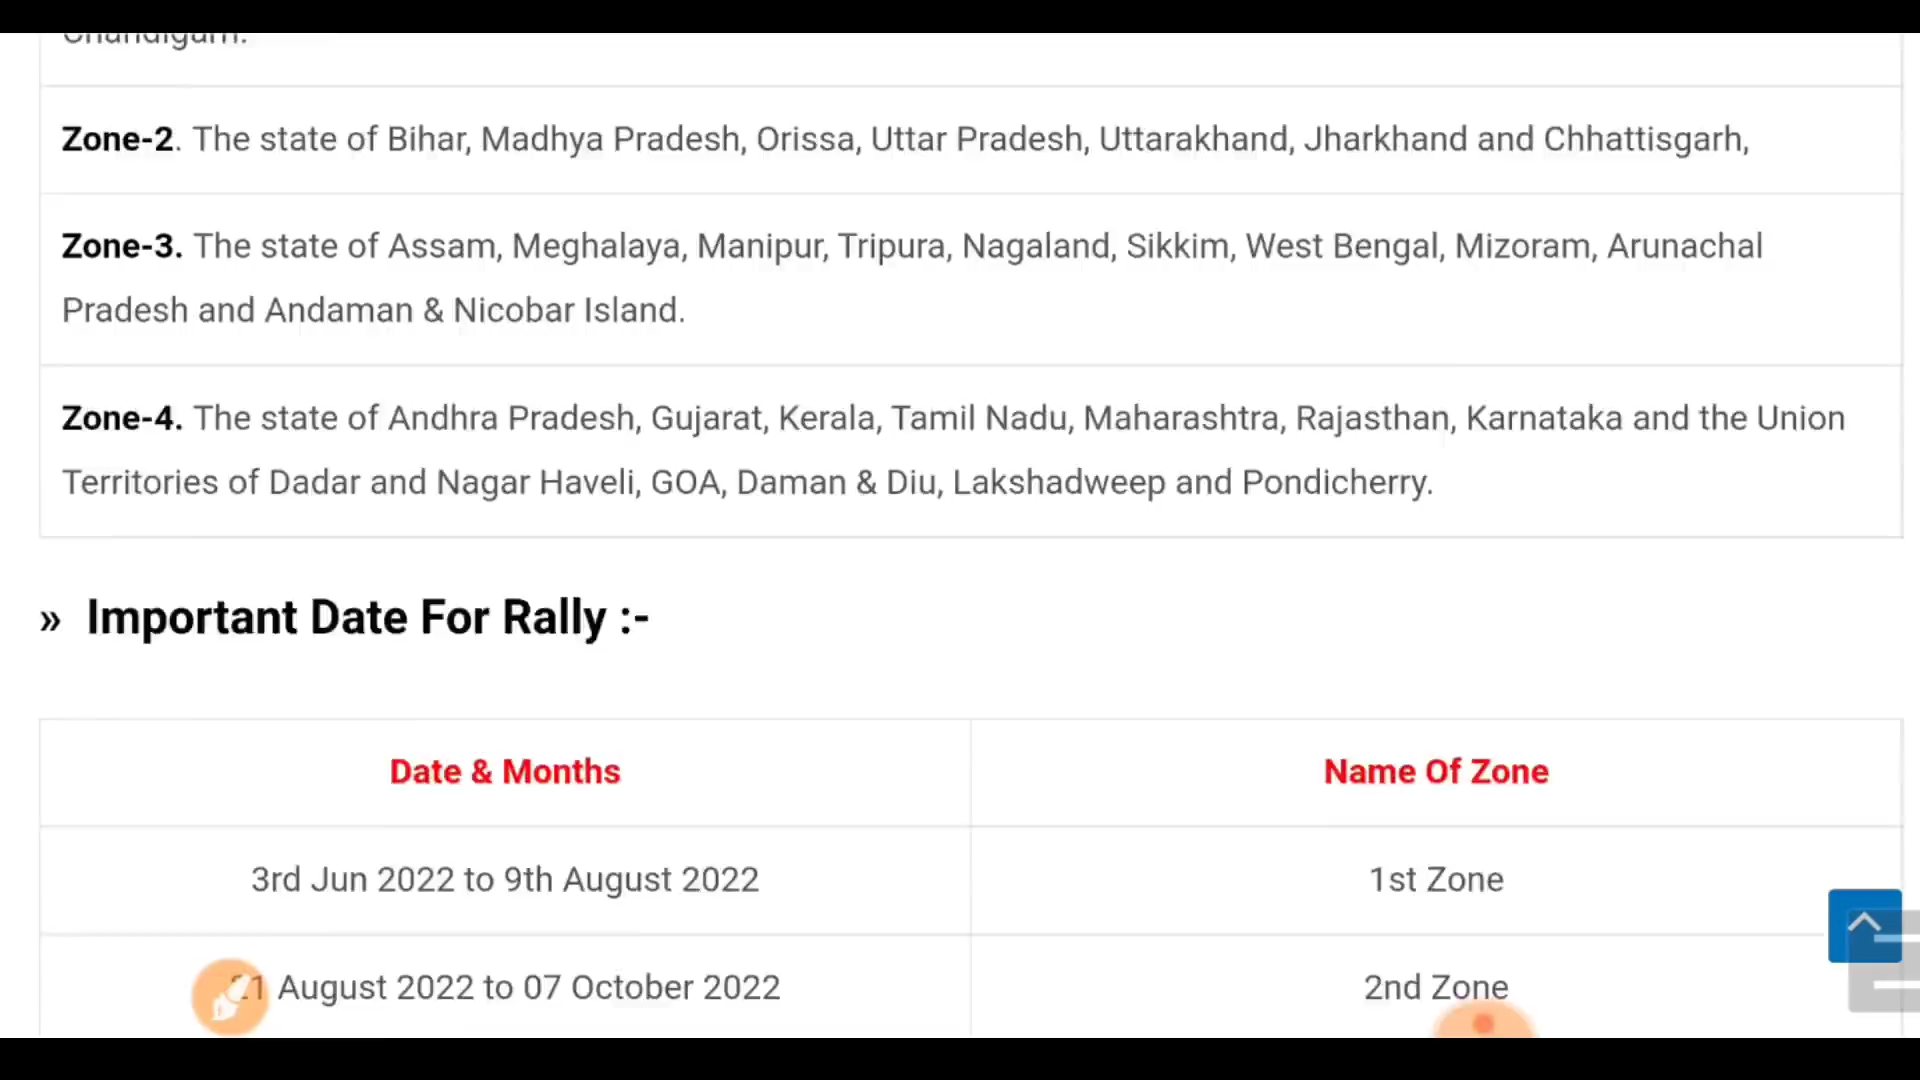 Chandigarh.
Zone-2. The state of Bihar, Madhya Pradesh, Orissa, Uttar Pradesh, Uttarakhand, Jharkhand and Chhattisgarh,
Zone-3. The state of Assam, Meghalaya, Manipur, Tripura, Nagaland, Sikkim, West Bengal, Mizoram, Arunachal
Pradesh and Andaman & Nicobar Island.
Zone-4. The state of Andhra Pradesh, Gujarat, Kerala, Tamil Nadu, Maharashtra, Rajasthan, Karnataka and the Union
Territories of Dadar and Nagar Haveli, GOA, Daman & Diu, Lakshadweep and Pondicherry.
» Important Date For Rally :-
Date & Months Name Of Zone
3rd Jun 2022 to 9th August 2022 1st Zone
21 August 2022 to 07 October 2022 2nd Zone